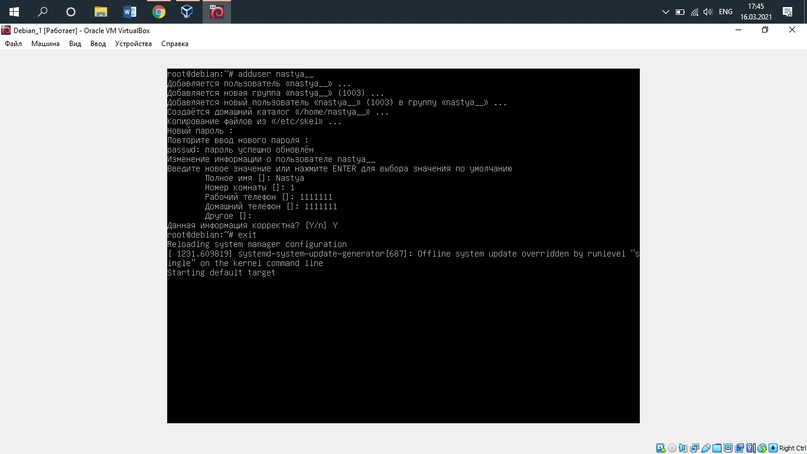 17:45
ENG
16.03.2021
Debian_1 [Работает] - Oracle VM VirtualBox
Файл Машина Вид Ввод Устройства Справка
root@debian:~# adduser nastya__
Добавляется пользователь «nastya__» ...
Добавляется новая группа «nastya__» (1003) ...
Добавляется новый пользователь «nastya__» (1003) в группу «nastya__» ...
Создаётся домашний каталог «/home/nastya__» ...
Копирование файлов из «/etc/skel» ...
Новый пароль :
Повторите ввод нового пароля :
passwd: пароль успешно обновлён
Изменение информации о пользователе nastya__
Введите новое значение или нажмите ENTER для выбора значения по умолчанию
Полное имя []: Nastya
Номер комнаты []: 1
Рабочий телефон []: 1111111
Домашний телефон []: 1111111
Другое []:
Данная информация корректна? [Y/n] Y
root@debian:~# exit
Reloading system manager configuration
[ 1231.609819] systemd-system-update-generator[687]: Offline system update overridden by runlevel "s
ingle" on the kernel command line
Starting default target
Right Ctrl